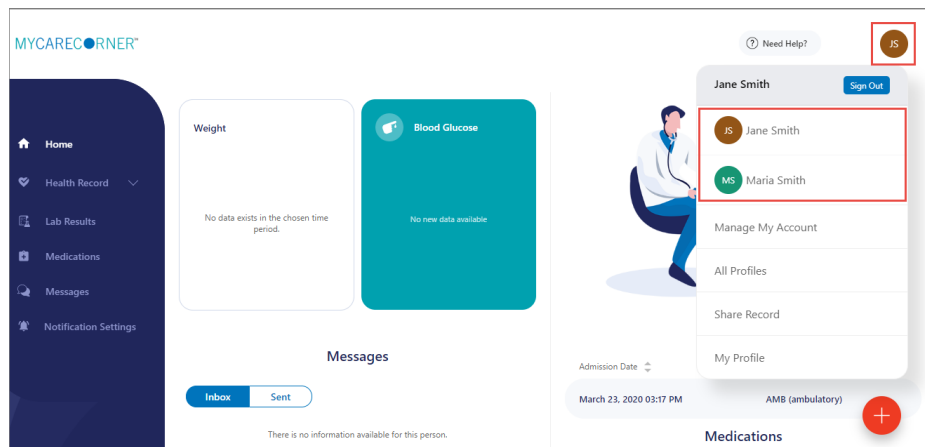 MYCARECORNER™
Need Help?
JS
Jane Smith
Sign Out
JS Jane Smith
MS Maria Smith
Manage My Account
All Profiles
Share Record
My Profile
Home
Health Record
Lab Results
Medications
Messages
Notification Settings
Weight
No data exists in the chosen time
period.
Blood Glucose
No new data available
Messages
Inbox
Sent
There is no information available for this person.
Admission Date
March 23, 2020 03:17 PM
AMB (ambulatory)
Medications